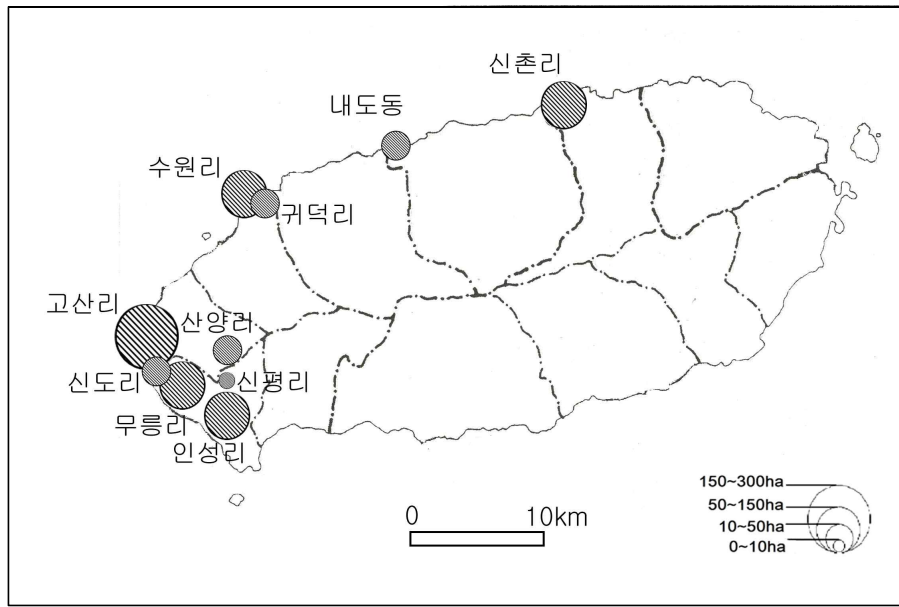 신촌리
내도동
수원리
귀덕리
고산리
산양리
신도리
신평리
무릉리
인성리
0 10km
150~300ha
50~150ha
10~50ha
0~10ha